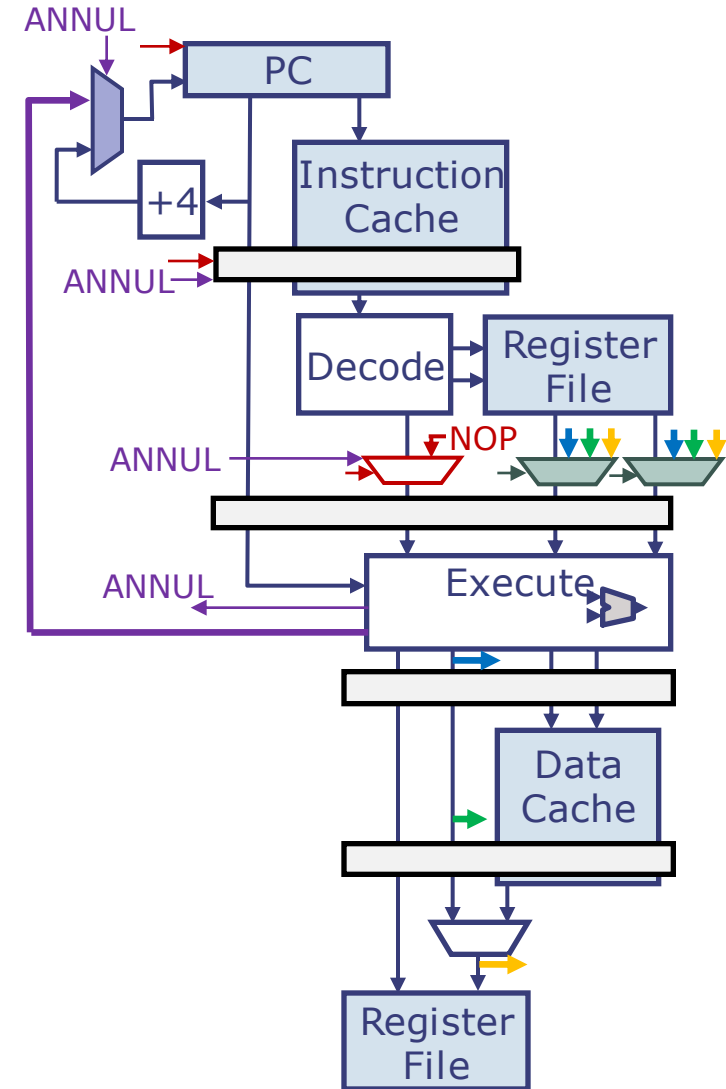 ANNUL
PC
Instruction
Cache
+4
ANNUL
Decode
Register
File
NOP
ANNUL
Execute
ANNUL
Data
Cache
Register
File